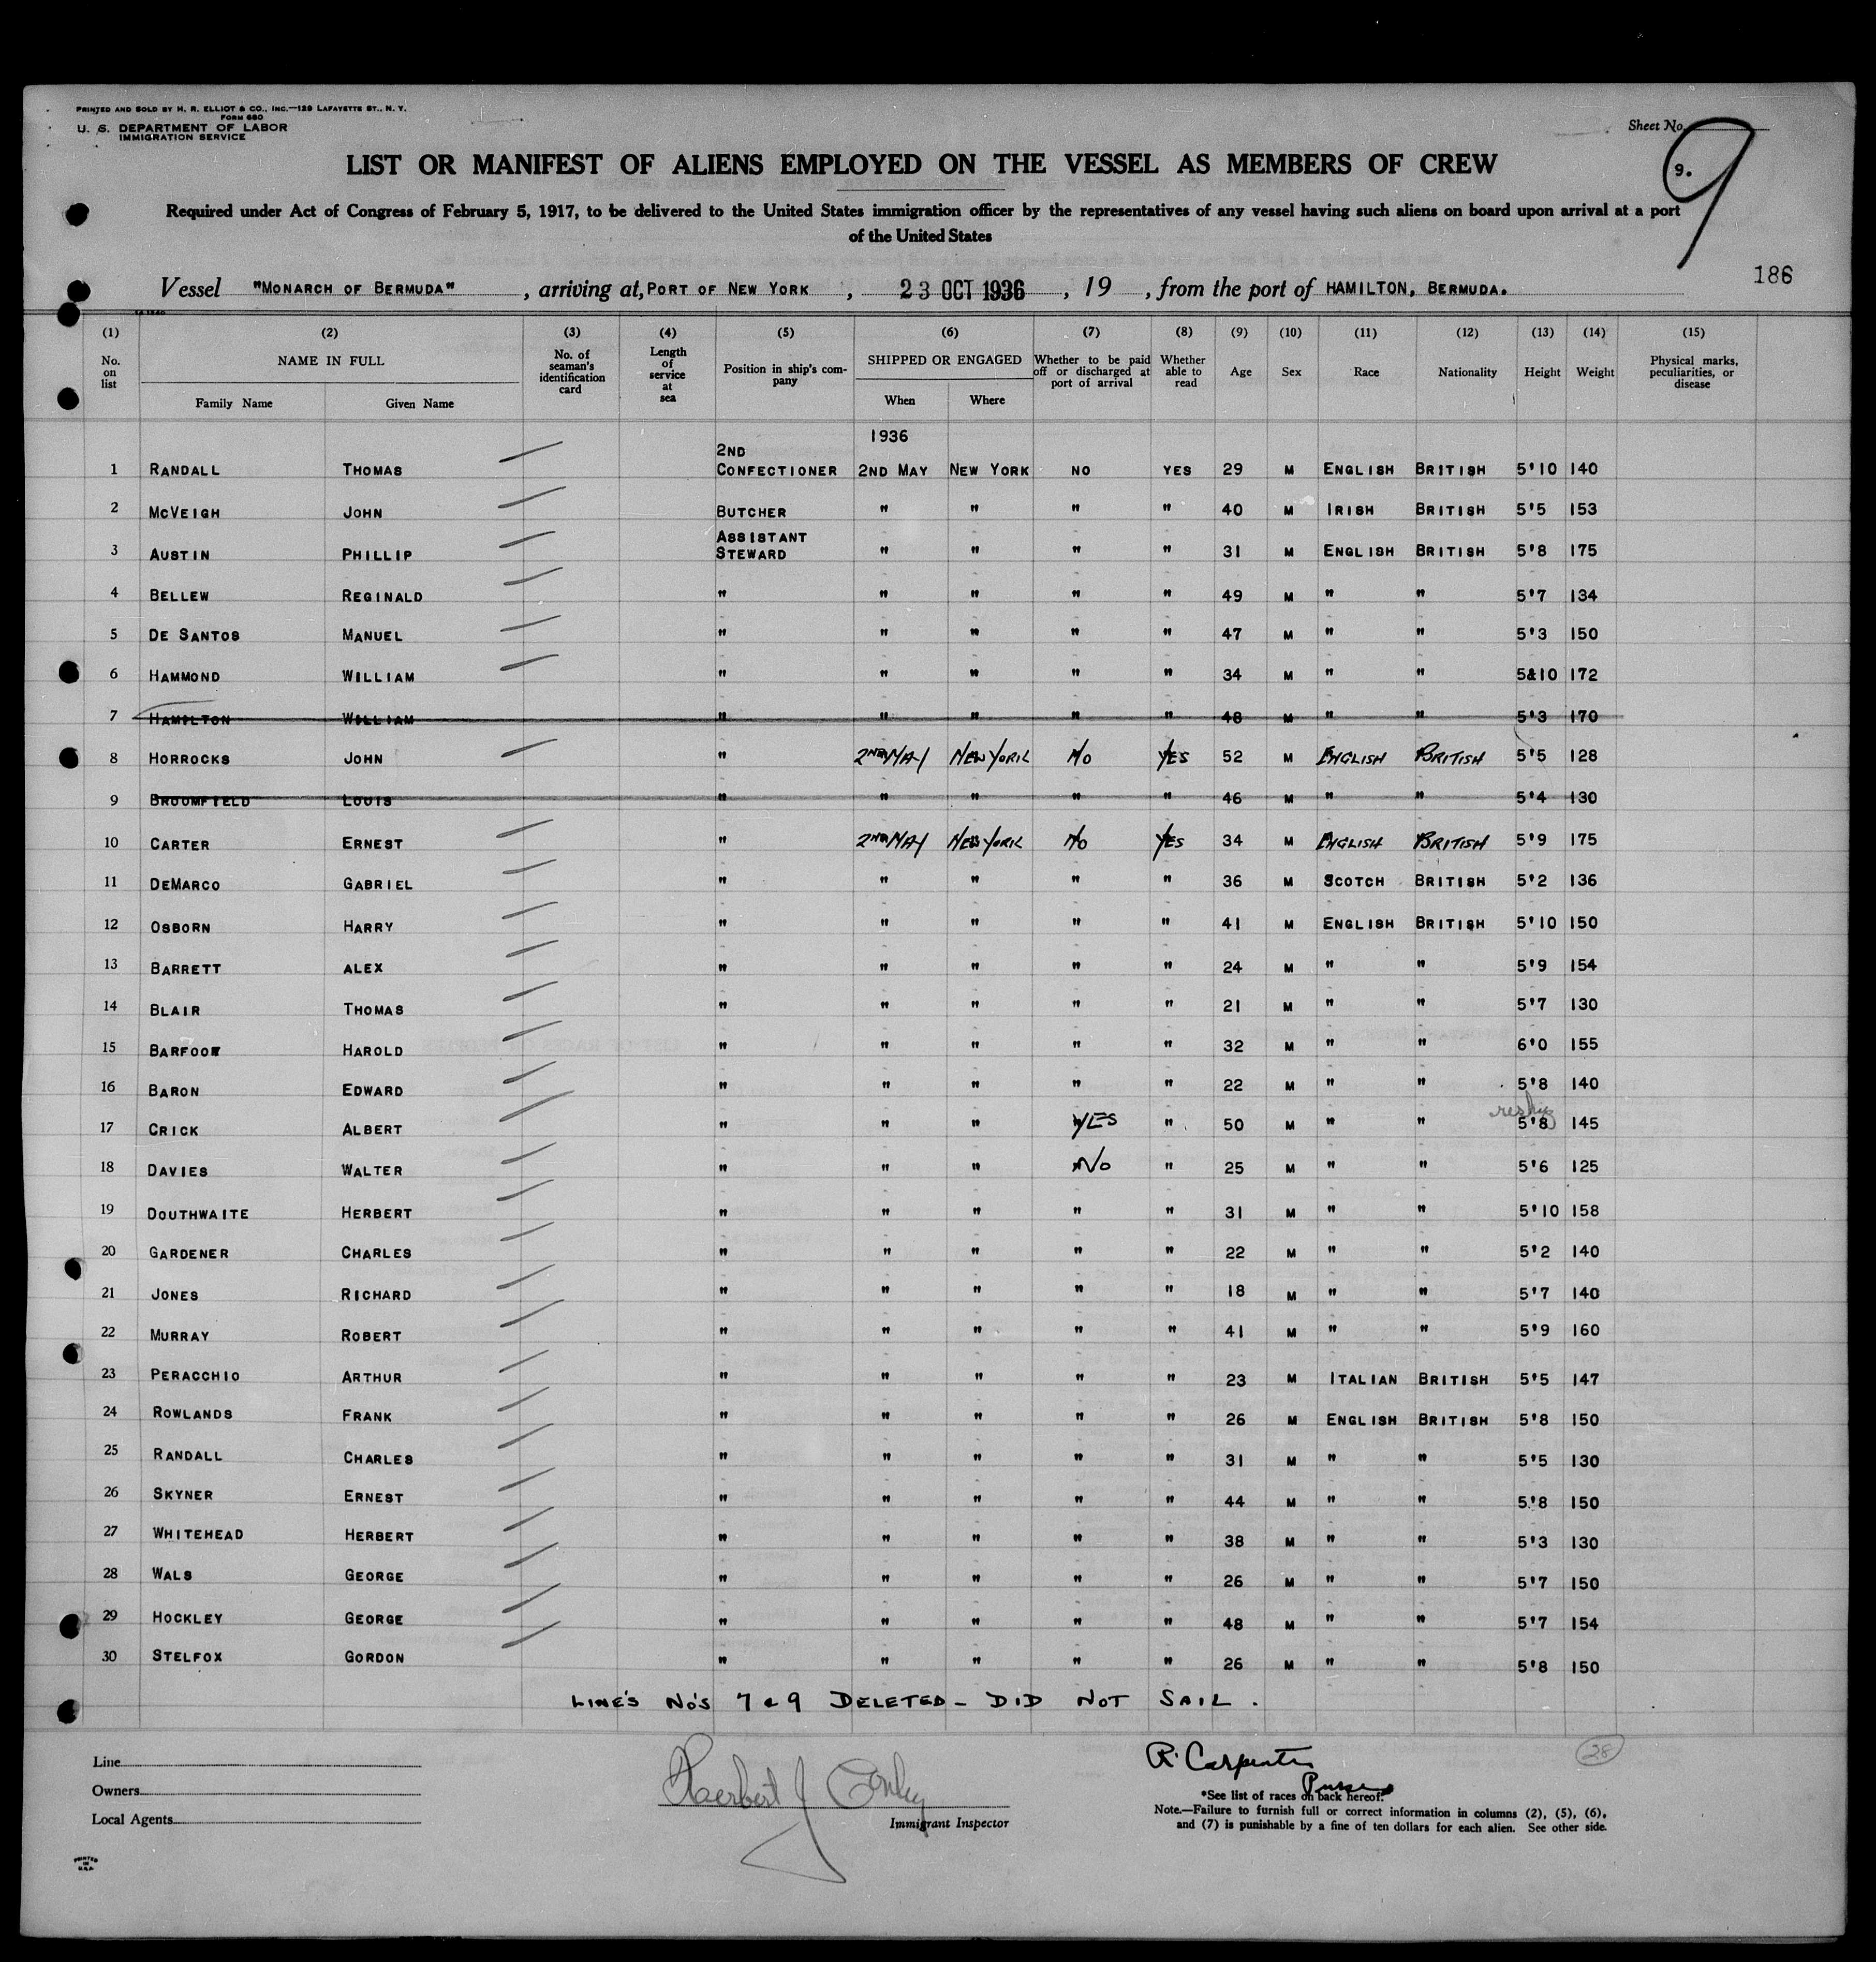 PRINTED AND SOLD BY H. R. ELLIOT & CO., INC.—129 LAFAYETTE ST., N. Y.
FORM 680
U. S. DEPARTMENT OF LABOR
IMMIGRATION SERVICE
Sheet No.
9.
9
LIST OR MANIFEST OF ALIENS EMPLOYED ON THE VESSEL AS MEMBERS OF CREW
Required under Act of Congress of February 5, 1917, to be delivered to the United States immigration officer by the representatives of any vessel having such aliens on board upon arrival at a port
of the United States
186
Vessel "MONARCH OF BERMUDA", arriving at, PORT OF NEW YORK, 23 OCT 1936, 19, from the port of HAMILTON, BERMUDA.
(1) (2) (3) (4) (5) (6) (7) (8) (9) (10) (11) (12) (13) (14) (15)
No. on list NAME IN FULL Family Name Given Name No. of seaman's identification card Length of service at sea Position in ship's company SHIPPED OR ENGAGED When Where Whether to be paid off or discharged at port of arrival Whether able to read Age Sex Race Nationality Height Weight Physical marks, peculiarities, or disease
1936
2ND
1 RANDALL THOMAS CONFECTIONER 2ND MAY NEW YORK NO YES 29 M ENGLISH BRITISH 5'10 140
2 MCVEIGH JOHN BUTCHER " " " " 40 M IRISH BRITISH 5'5 153
ASSISTANT
3 AUSTIN PHILLIP STEWARD " " " " 31 M ENGLISH BRITISH 5'8 175
4 BELLEW REGINALD " " " " " 49 M " " 5'7 134
5 DE SANTOS MANUEL " " " " " 47 M " " 5'3 150
6 HAMMOND WILLIAM " " " " " 34 M " " 5&10 172
7 HAMILTON WILLIAM " " " " " 48 M " " 5'3 170
8 HORROCKS JOHN " 2ND MAY NEW YORK NO YES 52 M ENGLISH BRITISH 5'5 128
9 BROOMFIELD LOUIS " " " " " 46 M " " 5'4 130
10 CARTER ERNEST " 2ND MAY NEW YORK NO YES 34 M ENGLISH BRITISH 5'9 175
11 DEMARCO GABRIEL " " " " " 36 M SCOTCH BRITISH 5'2 136
12 OSBORN HARRY " " " " " 41 M ENGLISH BRITISH 5'10 150
13 BARRETT ALEX " " " " " 24 M " " 5'9 154
14 BLAIR THOMAS " " " " " 21 M " " 5'7 130
15 BARFOOT HAROLD " " " " " 32 M " " 6'0 155
16 BARON EDWARD " " " " " 22 M " " 5'8 140
17 CRICK ALBERT " " " YES " 50 M " " 5'8 145
18 DAVIES WALTER " " " NO " 25 M " " 5'6 125
19 DOUTHWAITE HERBERT " " " " " 31 M " " 5'10 158
20 GARDENER CHARLES " " " " " 22 M " " 5'2 140
21 JONES RICHARD " " " " " 18 M " " 5'7 140
22 MURRAY ROBERT " " " " " 41 M " " 5'9 160
23 PERACCHIO ARTHUR " " " " " 23 M ITALIAN BRITISH 5'5 147
24 ROWLANDS FRANK " " " " " 26 M ENGLISH BRITISH 5'8 150
25 RANDALL CHARLES " " " " " 31 M " " 5'5 130
26 SKYNER ERNEST " " " " " 44 M " " 5'8 150
27 WHITEHEAD HERBERT " " " " " 38 M " " 5'3 130
28 WALS GEORGE " " " " " 26 M " " 5'7 150
29 HOCKLEY GEORGE " " " " " 48 M " " 5'7 154
30 STELFOX GORDON " " " " " 26 M " " 5'8 150
LINE'S NO'S 7 & 9 DELETED - DID NOT SAIL.
Line
Owners
Local Agents
Immigrant Inspector
R. Carpenter
Purser
28
*See list of races on back hereof.
Note.—Failure to furnish full or correct information in columns (2), (5), (6),
and (7) is punishable by a fine of ten dollars for each alien. See other side.
PRINTED
IN
U.S.A.